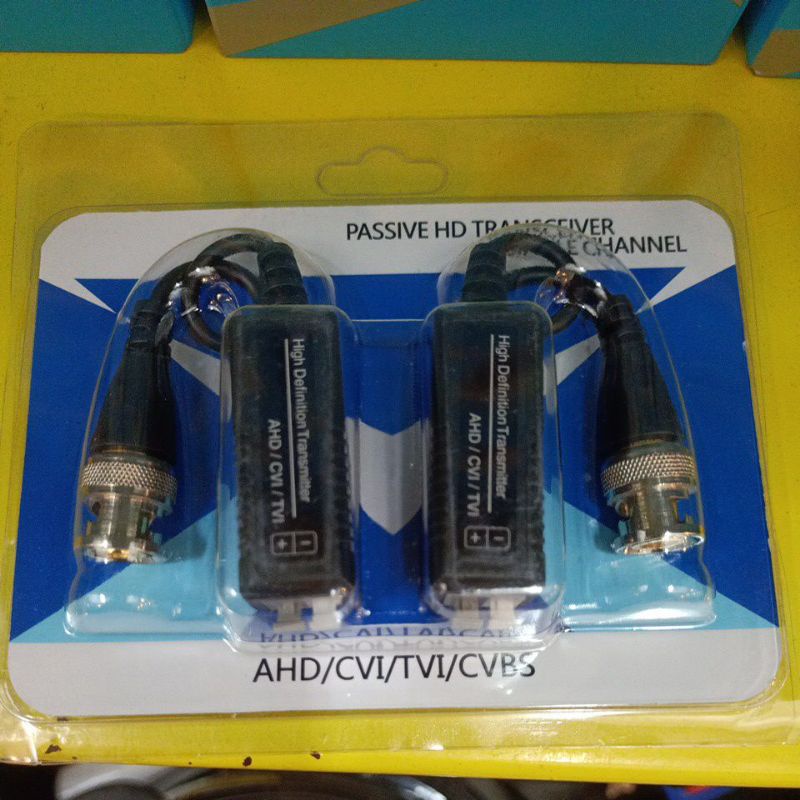 PASSIVE HD TRANSCEIVER
CHANNEL
High Definition Transmitter
AHD / CVI / TVI
+ -
High Definition Transmitter
AHD / CVI / TVI
+ -
AHD/CVI/TVI/CVBS